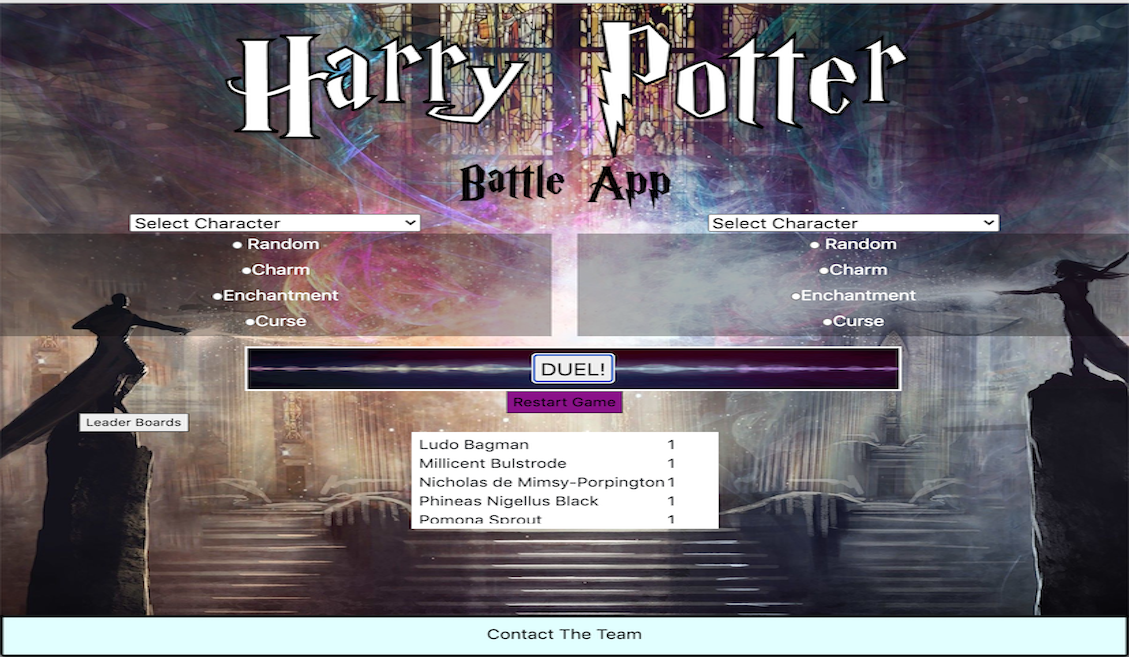 Harry Potter
Battle App
Select Character
Select Character
Random
Charm
Enchantment
Curse
Random
Charm
Enchantment
Curse
DUEL!
Restart Game
Leader Boards
Ludo Bagman 1
Millicent Bulstrode 1
Nicholas de Mimsy-Porpington 1
Phineas Nigellus Black 1
Pomona Sprout 1
Contact The Team